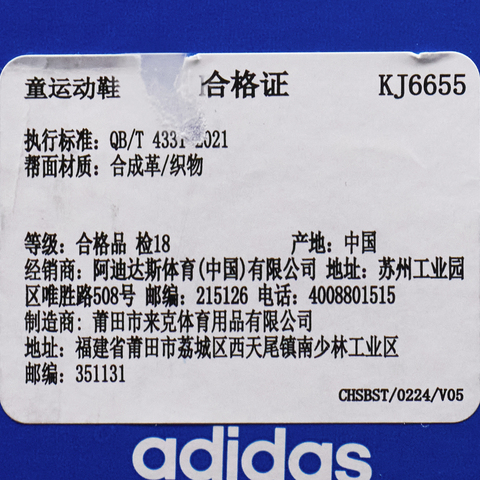 童运动鞋 合格证 KJ6655
执行标准: QB/T 4331-2021
帮面材质: 合成革/织物
等级: 合格品 检18 产地: 中国
经销商: 阿迪达斯体育(中国)有限公司 地址: 苏州工业园
区唯胜路508号 邮编: 215126 电话: 4008801515
制造商: 莆田市来克体育用品有限公司
地址: 福建省莆田市荔城区西天尾镇南少林工业区
邮编: 351131
CHSBST/0224/V05
adidas